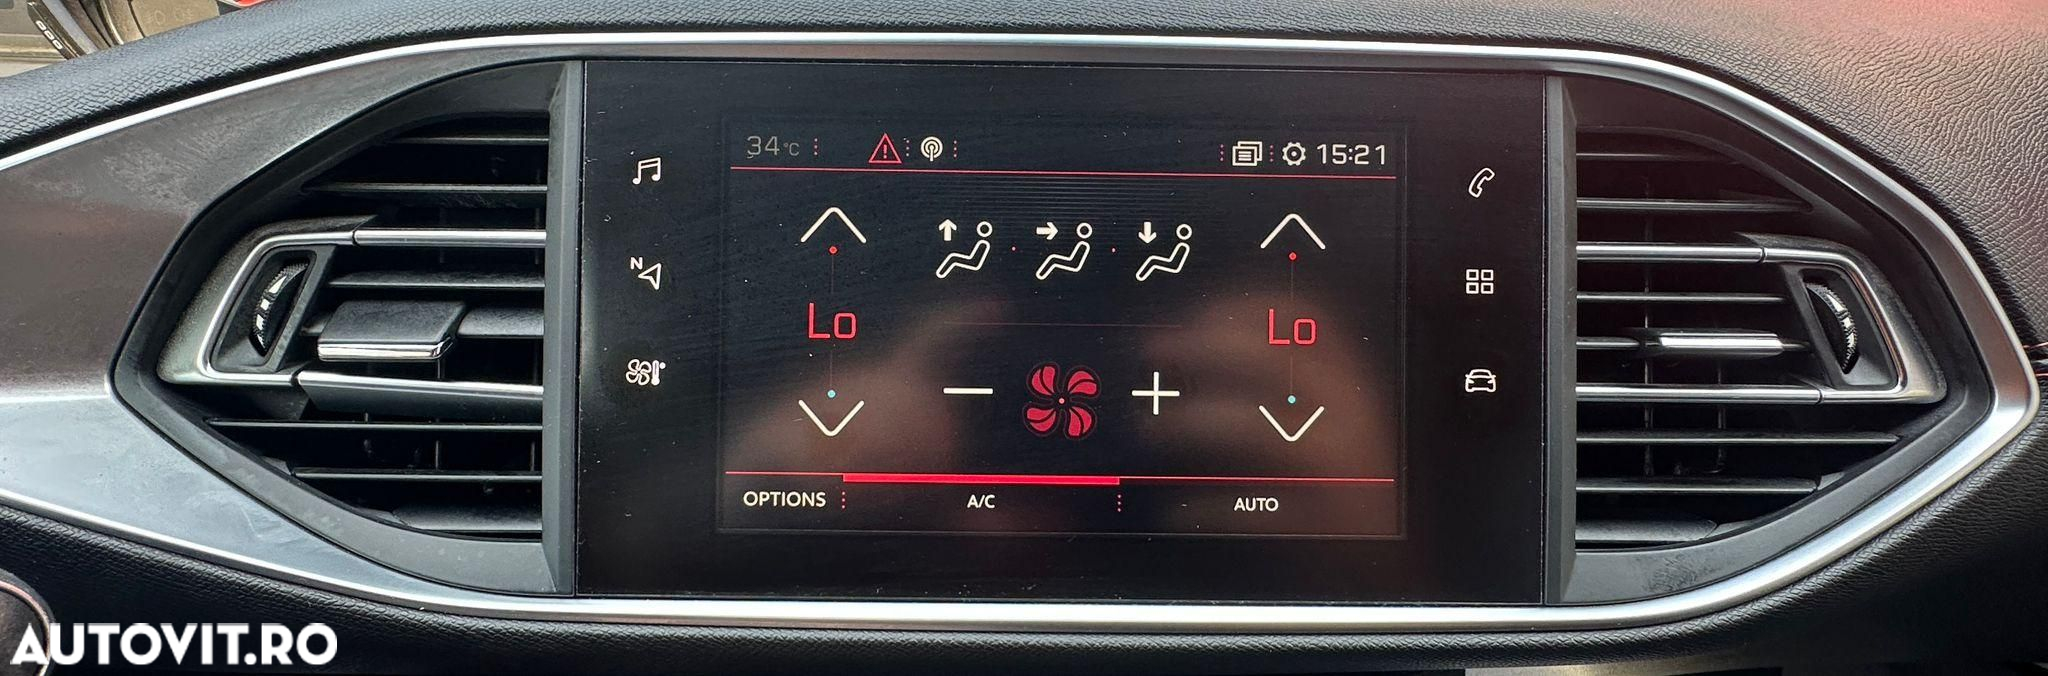 34°C
15:21
N
Lo
Lo
OPTIONS
A/C
AUTO
AUTOVIT.RO